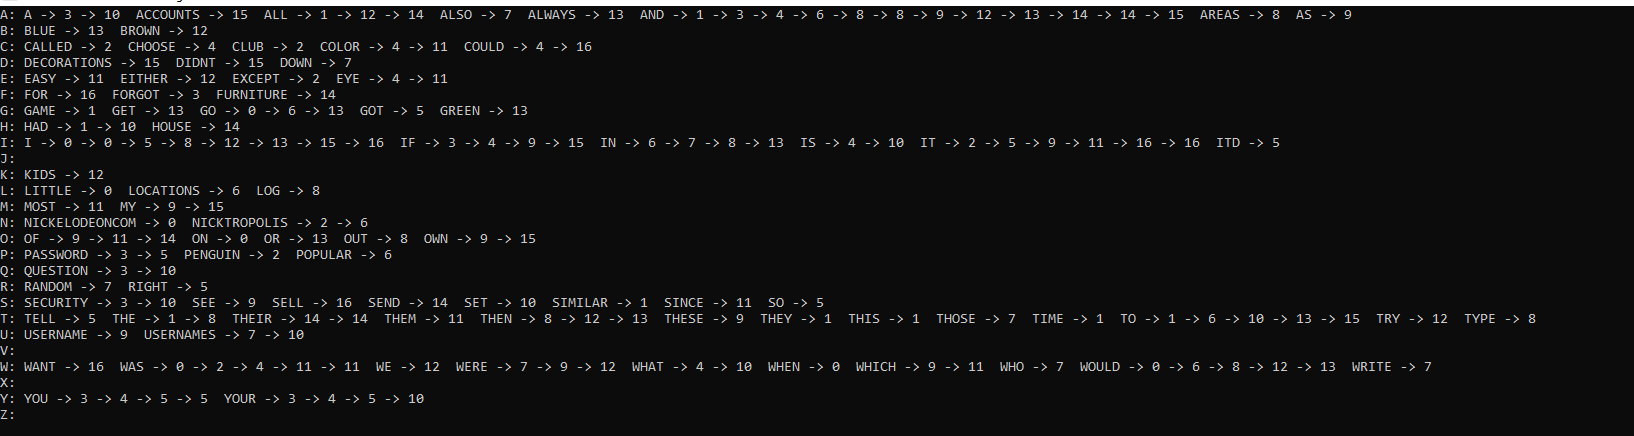 A: A -> 3 -> 10  ACCOUNTS -> 15  ALL -> 1 -> 12 -> 14  ALSO -> 7  ALWAYS -> 13  AND -> 1 -> 3 -> 4 -> 6 -> 8 -> 8 -> 9 -> 12 -> 13 -> 14 -> 14 -> 15  AREAS -> 8  AS -> 9
B: BLUE -> 13  BROWN -> 12
C: CALLED -> 2  CHOOSE -> 4  CLUB -> 2  COLOR -> 4 -> 11  COULD -> 4 -> 16
D: DECORATIONS -> 15  DIDNT -> 15  DOWN -> 7
E: EASY -> 11  EITHER -> 12  EXCEPT -> 2  EYE -> 4 -> 11
F: FOR -> 16  FORGOT -> 3  FURNITURE -> 14
G: GAME -> 1  GET -> 13  GO -> 0 -> 6 -> 13  GOT -> 5  GREEN -> 13
H: HAD -> 1 -> 10  HOUSE -> 14
I: I -> 0 -> 0 -> 5 -> 8 -> 12 -> 13 -> 15 -> 16  IF -> 3 -> 4 -> 9 -> 15  IN -> 6 -> 7 -> 8 -> 13  IS -> 4 -> 10  IT -> 2 -> 5 -> 9 -> 11 -> 16 -> 16  ITD -> 5
J:
K: KIDS -> 12
L: LITTLE -> 0  LOCATIONS -> 6  LOG -> 8
M: MOST -> 11  MY -> 9 -> 15
N: NICKELODEONCOM -> 0  NICKTROPOLIS -> 2 -> 6
O: OF -> 9 -> 11 -> 14  ON -> 0  OR -> 13  OUT -> 8  OWN -> 9 -> 15
P: PASSWORD -> 3 -> 5  PENGUIN -> 2  POPULAR -> 6
Q: QUESTION -> 3 -> 10
R: RANDOM -> 7  RIGHT -> 5
S: SECURITY -> 3 -> 10  SEE -> 9  SELL -> 16  SEND -> 14  SET -> 10  SIMILAR -> 1  SINCE -> 11  SO -> 5
T: TELL -> 5  THE -> 1 -> 8  THEIR -> 14 -> 14  THEM -> 11  THEN -> 8 -> 12 -> 13  THESE -> 9  THEY -> 1  THIS -> 1  THOSE -> 7  TIME -> 1  TO -> 1 -> 6 -> 10 -> 13 -> 15  TRY -> 12  TYPE -> 8
U: USERNAME -> 9  USERNAMES -> 7 -> 10
V:
W: WANT -> 16  WAS -> 0 -> 2 -> 4 -> 11 -> 11  WE -> 12  WERE -> 7 -> 9 -> 12  WHAT -> 4 -> 10  WHEN -> 0  WHICH -> 9 -> 11  WHO -> 7  WOULD -> 0 -> 6 -> 8 -> 12 -> 13  WRITE -> 7
X:
Y: YOU -> 3 -> 4 -> 5 -> 5  YOUR -> 3 -> 4 -> 5 -> 10
Z: